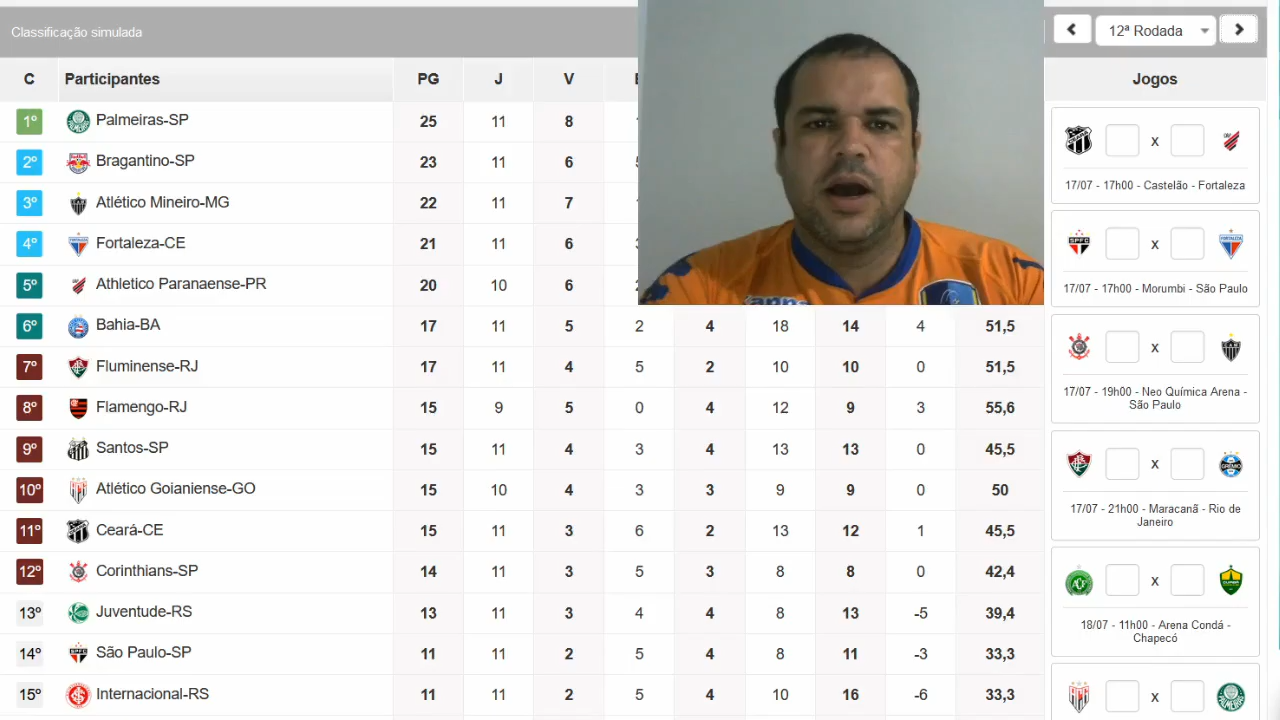 Classificação simulada
12ª Rodada
C Participantes PG J V
Jogos
1º Palmeiras-SP 25 11 8
2º Bragantino-SP 23 11 6
3º Atlético Mineiro-MG 22 11 7
4º Fortaleza-CE 21 11 6
5º Athletico Paranaense-PR 20 10 6
6º Bahia-BA 17 11 5 2 4 18 14 4 51,5
7º Fluminense-RJ 17 11 4 5 2 10 10 0 51,5
8º Flamengo-RJ 15 9 5 0 4 12 9 3 55,6
9º Santos-SP 15 11 4 3 4 13 13 0 45,5
10º Atlético Goianiense-GO 15 10 4 3 3 9 9 0 50
11º Ceará-CE 15 11 3 6 2 13 12 1 45,5
12º Corinthians-SP 14 11 3 5 3 8 8 0 42,4
13º Juventude-RS 13 11 3 4 4 8 13 -5 39,4
14º São Paulo-SP 11 11 2 5 4 8 11 -3 33,3
15º Internacional-RS 11 11 2 5 4 10 16 -6 33,3
x
17/07 - 17h00 - Castelão - Fortaleza
SPFC x FORTALEZA
17/07 - 17h00 - Morumbi - São Paulo
x
17/07 - 19h00 - Neo Química Arena -
São Paulo
x GRÊMIO
17/07 - 21h00 - Maracanã - Rio de
Janeiro
x
18/07 - 11h00 - Arena Condá -
Chapecó
x